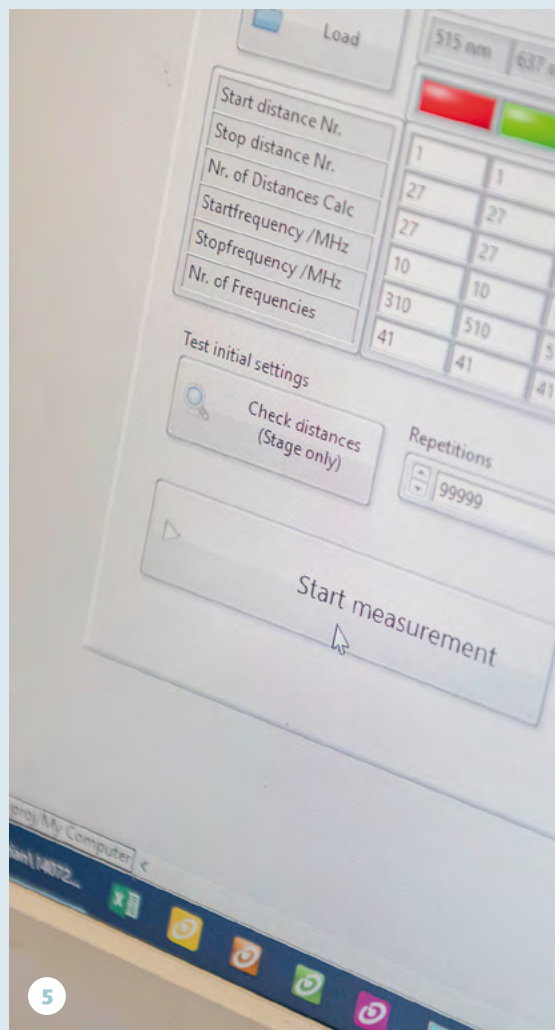 Load
515 nm 637
Start distance Nr. 1 1
Stop distance Nr. 27 27
Nr. of Distances Calc 27 27
Startfrequency /MHz 10 10
Stopfrequency /MHz 310 510 5
Nr. of Frequencies 41 41 41
Test initial settings
Check distances
(Stage only)
Repetitions
99999
Start measurement
My Computer
5